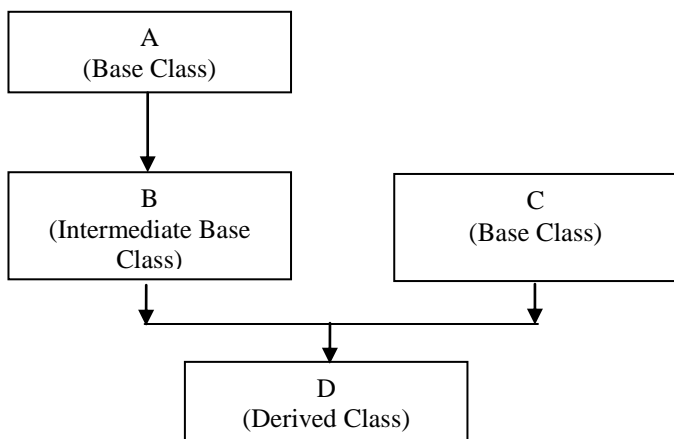 A
(Base Class)
B
(Intermediate Base
Class)
C
(Base Class)
D
(Derived Class)